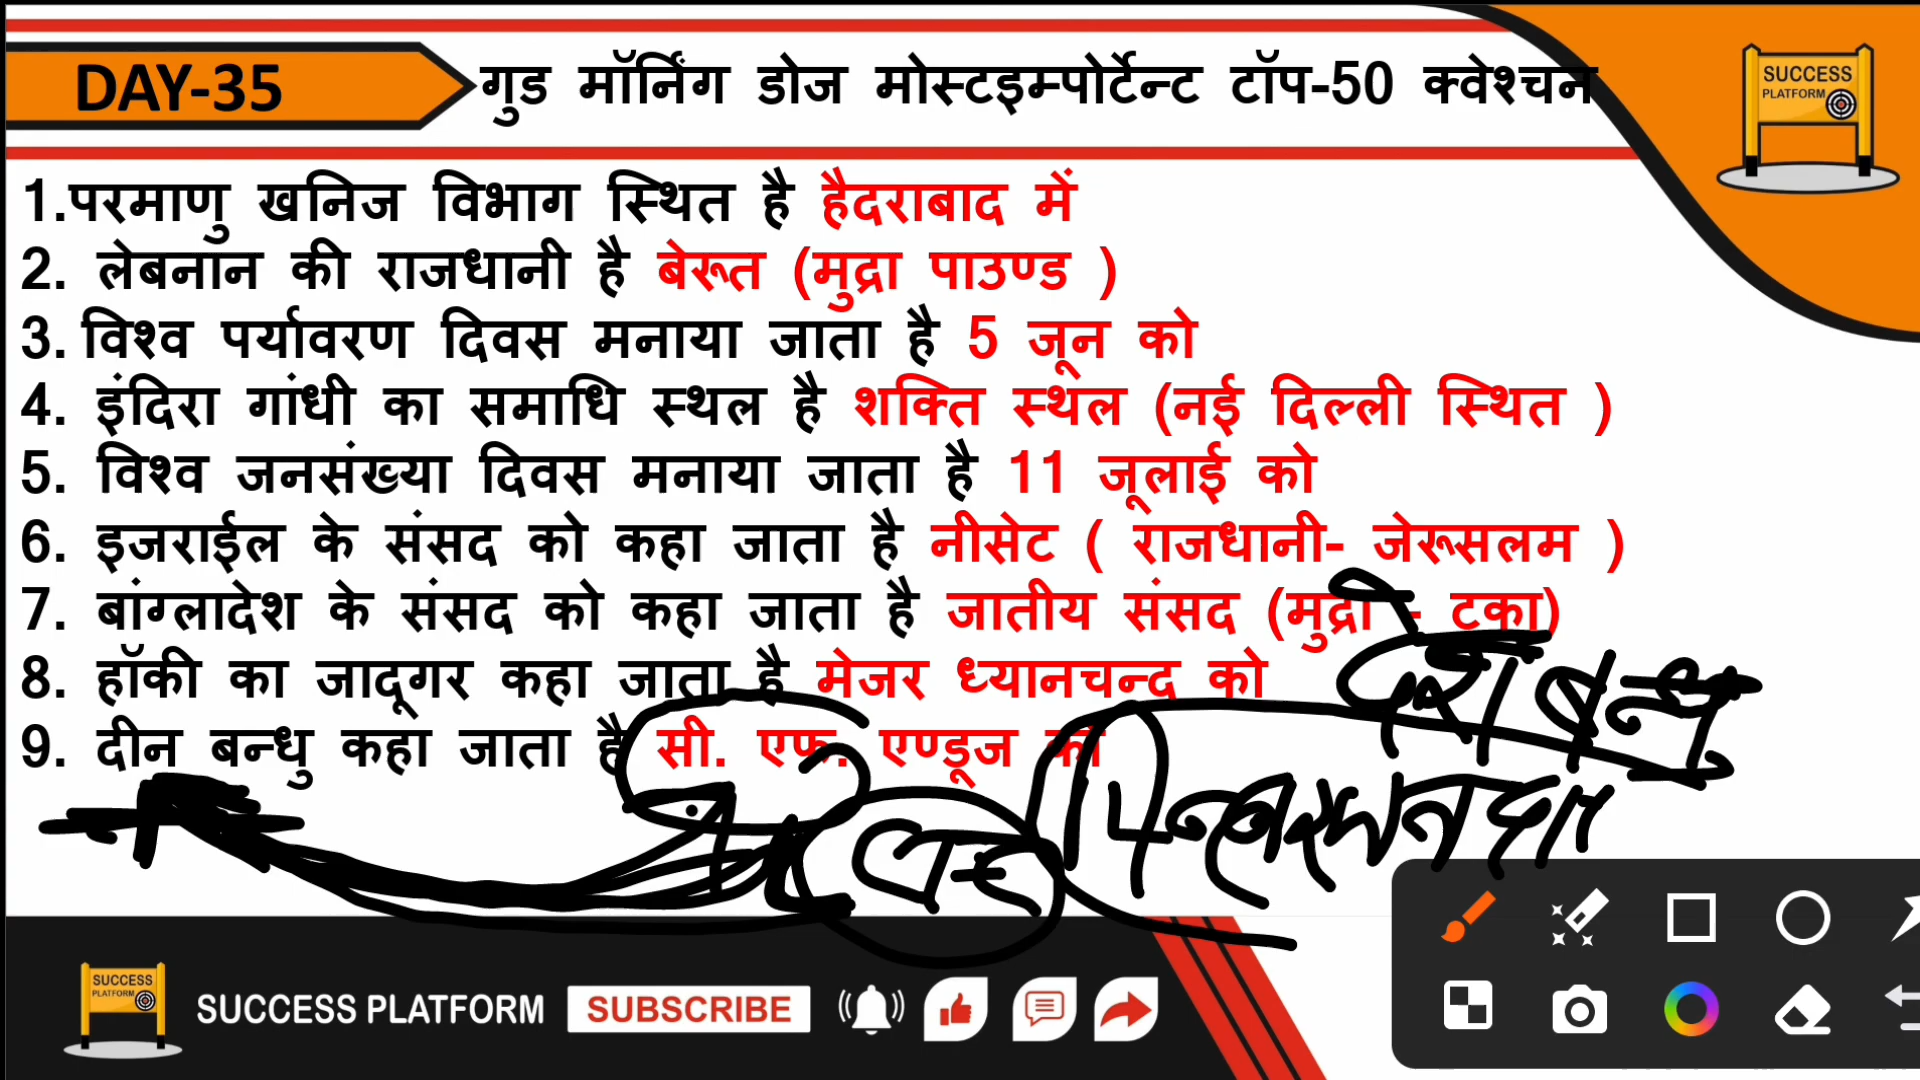 DAY-35
गुड मॉर्निंग डोज मोस्टइम्पोर्टेन्ट टॉप-50 क्वेश्चन
SUCCESS
PLATFORM
1.परमाणु खनिज विभाग स्थित है हैदराबाद में
2. लेबनान की राजधानी है बेरूत (मुद्रा पाउण्ड )
3. विश्व पर्यावरण दिवस मनाया जाता है 5 जून को
4. इंदिरा गांधी का समाधि स्थल है शक्ति स्थल (नई दिल्ली स्थित )
5. विश्व जनसंख्या दिवस मनाया जाता है 11 जूलाई को
6. इजराईल के संसद को कहा जाता है नीसेट ( राजधानी- जेरूसलम )
7. बांग्लादेश के संसद को कहा जाता है जातीय संसद (मुद्रा - टका)
8. हॉकी का जादूगर कहा जाता है मेजर ध्यानचन्द को
देश बन्धु
9. दीन बन्धु कहा जाता है सी. एफ. एण्ड्रूज को
SUCCESS
PLATFORM
SUCCESS PLATFORM
SUBSCRIBE